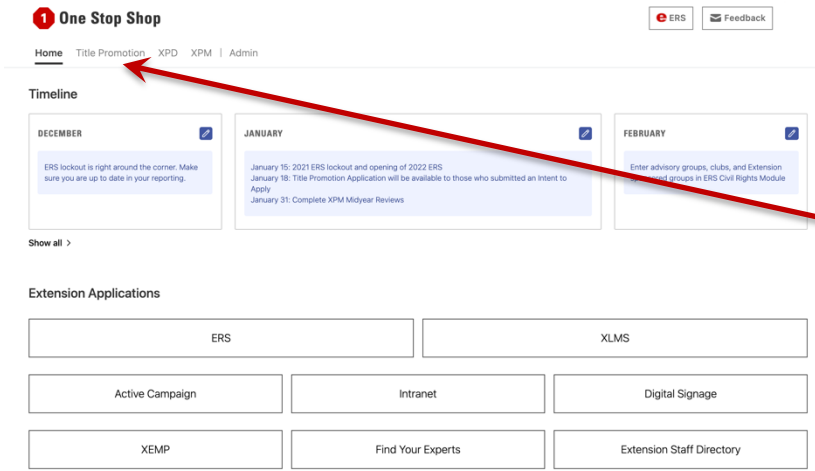 1 One Stop Shop
ERS
Feedback
Home Title Promotion XPD XPM | Admin
Timeline
DECEMBER
ERS lockout is right around the corner. Make
sure you are up to date in your reporting.
JANUARY
January 15: 2021 ERS lockout and opening of 2022 ERS
January 18: Title Promotion Application will be available to those who submitted an Intent to
Apply
January 31: Complete XPM Midyear Reviews
FEBRUARY
Enter advisory groups, clubs, and Extension
groups in ERS Civil Rights Module
Show all >
Extension Applications
ERS
XLMS
Active Campaign
Intranet
Digital Signage
XEMP
Find Your Experts
Extension Staff Directory